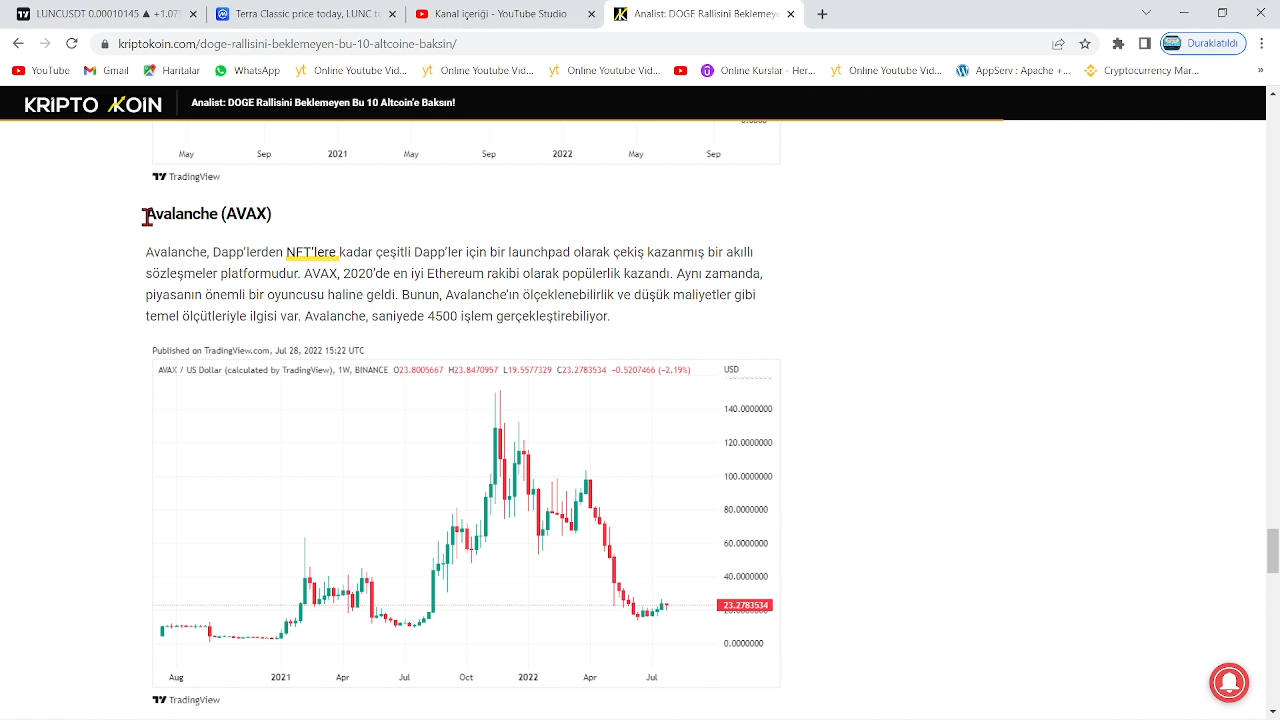 LUNCUSDT 0.00010145 ▲ +1.07
Terra Classic price today, LUNC to
Kanal içeriği - YouTube Studio
Analist: DOGE Rallisini Beklemeye
kriptokoin.com/doge-rallisini-beklemeyen-bu-10-altcoine-baksin/
Duraklatıldı
YouTube
Gmail
Haritalar
WhatsApp
Online Youtube Vid...
Online Youtube Vid...
Online Youtube Vid...
Online Kurslar - Her...
Online Youtube Vid...
AppServ : Apache +...
Cryptocurrency Mar...
»
KRİPTO KOIN
Analist: DOGE Rallisini Beklemeyen Bu 10 Altcoin'e Baksın!
May Sep 2021 May Sep 2022 May Sep
TradingView
Avalanche (AVAX)
Avalanche, Dapp'lerden NFT'lere kadar çeşitli Dapp'ler için bir launchpad olarak çekiş kazanmış bir akıllı
sözleşmeler platformudur. AVAX, 2020'de en iyi Ethereum rakibi olarak popülerlik kazandı. Aynı zamanda,
piyasanın önemli bir oyuncusu haline geldi. Bunun, Avalanche'ın ölçeklenebilirlik ve düşük maliyetler gibi
temel ölçütleriyle ilgisi var. Avalanche, saniyede 4500 işlem gerçekleştirebiliyor.
Published on TradingView.com, Jul 28, 2022 15:22 UTC
AVAX / US Dollar (calculated by TradingView), 1W, BINANCE O23.8005667 H23.8470957 L19.5577329 C23.2783534 −0.5207466 (−2.19%)
USD
140.0000000
120.0000000
100.0000000
80.0000000
60.0000000
40.0000000
23.2783534
0.0000000
Aug 2021 Apr Jul Oct 2022 Apr Jul
TradingView